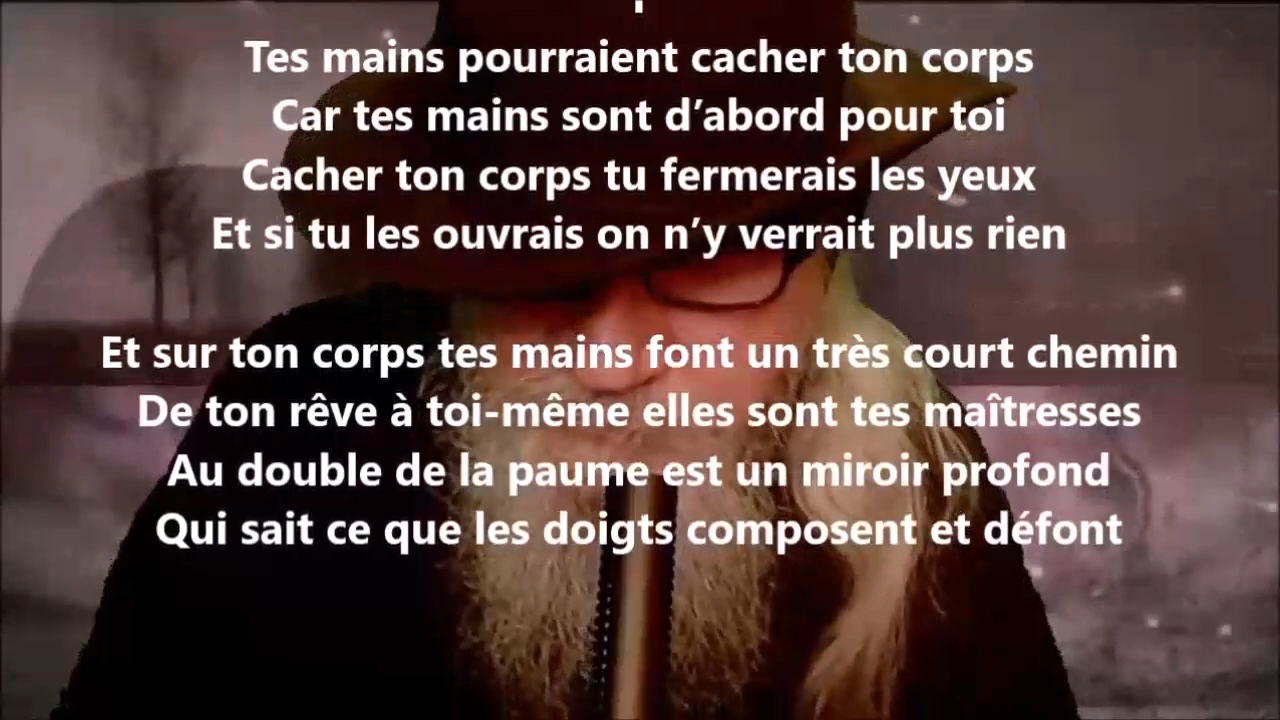 Tes mains pourraient cacher ton corps
Car tes mains sont d’abord pour toi
Cacher ton corps tu fermerais les yeux
Et si tu les ouvrais on n’y verrait plus rien
Et sur ton corps tes mains font un très court chemin
De ton rêve à toi-même elles sont tes maîtresses
Au double de la paume est un miroir profond
Qui sait ce que les doigts composent et défont